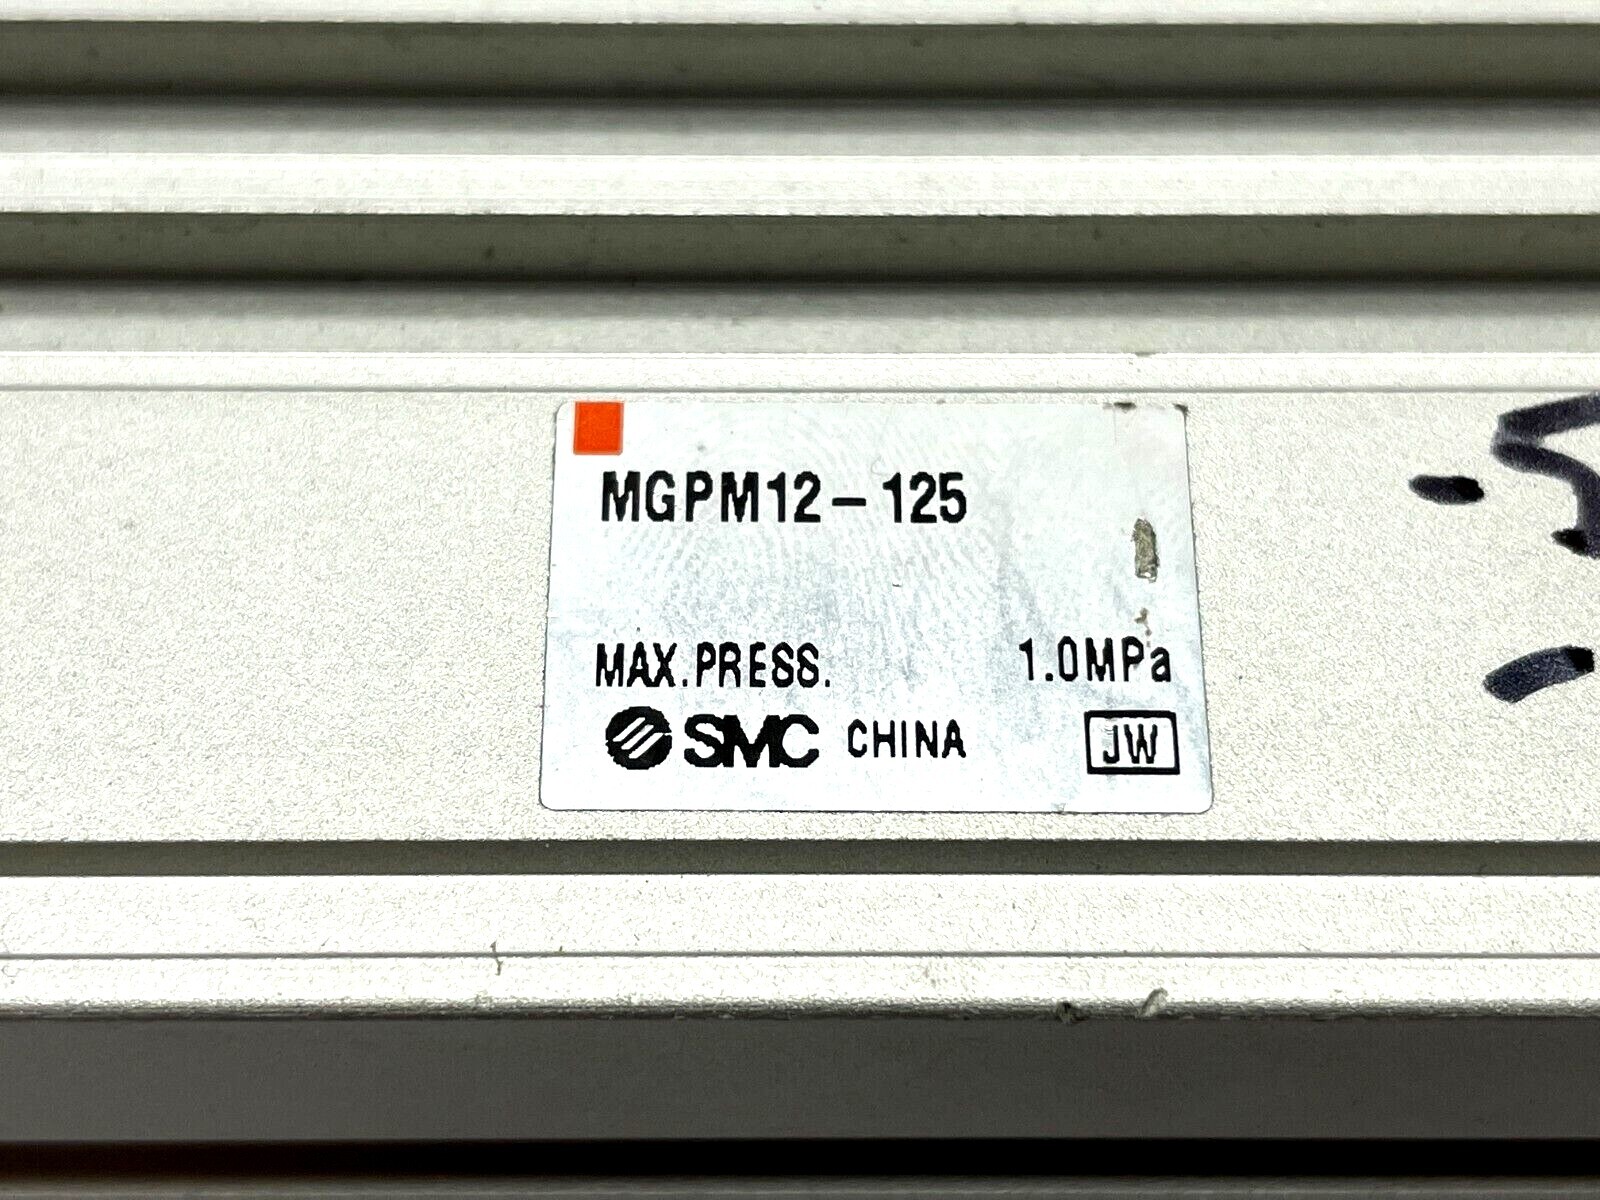 MGPM12-125
MAX.PRESS. 1.0MPa
SMC CHINA JW